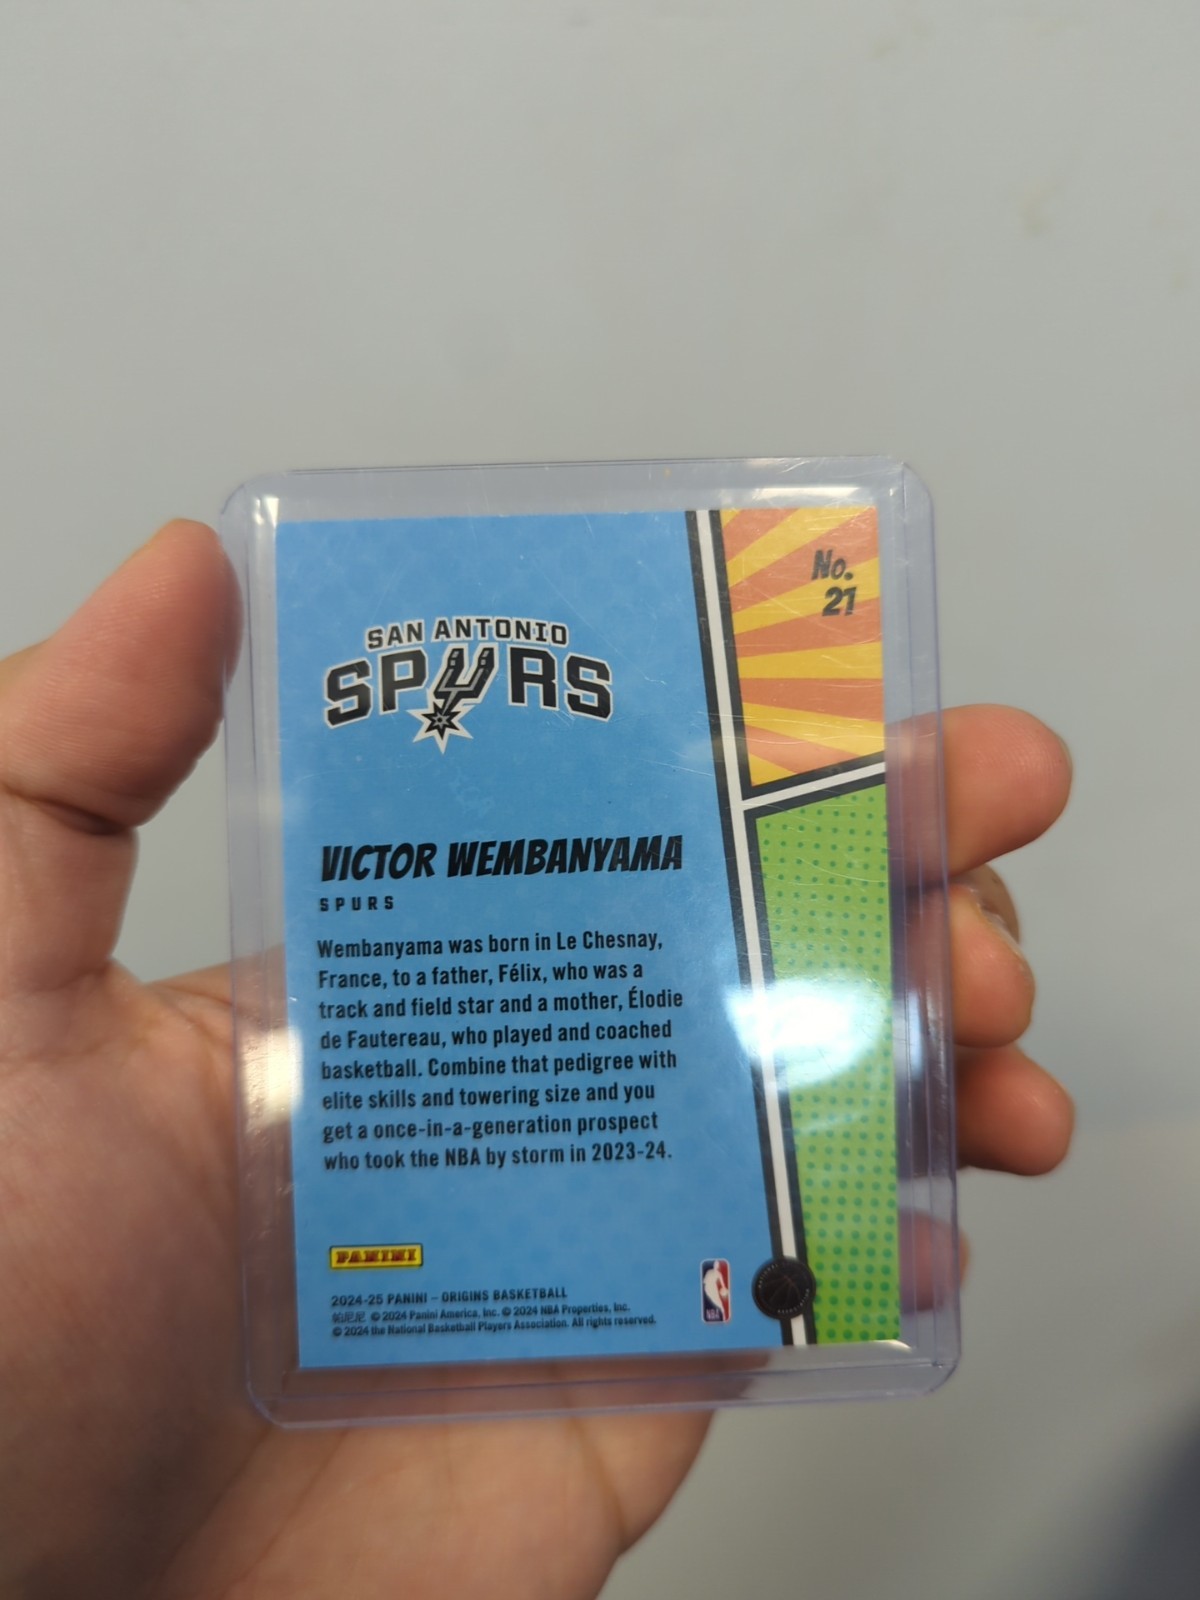 No.
21
SAN ANTONIO
SPURS
VICTOR WEMBANYAMA
SPURS
Wembanyama was born in Le Chesnay,
France, to a father, Félix, who was a
track and field star and a mother, Élodie
de Fautereau, who played and coached
basketball. Combine that pedigree with
elite skills and towering size and you
get a once-in-a-generation prospect
who took the NBA by storm in 2023-24.
PANINI
2024-25 PANINI – ORIGINS BASKETBALL
© 2024 Panini America, Inc. © 2024 NBA Properties, Inc.
© 2024 the National Basketball Players Association. All rights reserved.
NBA